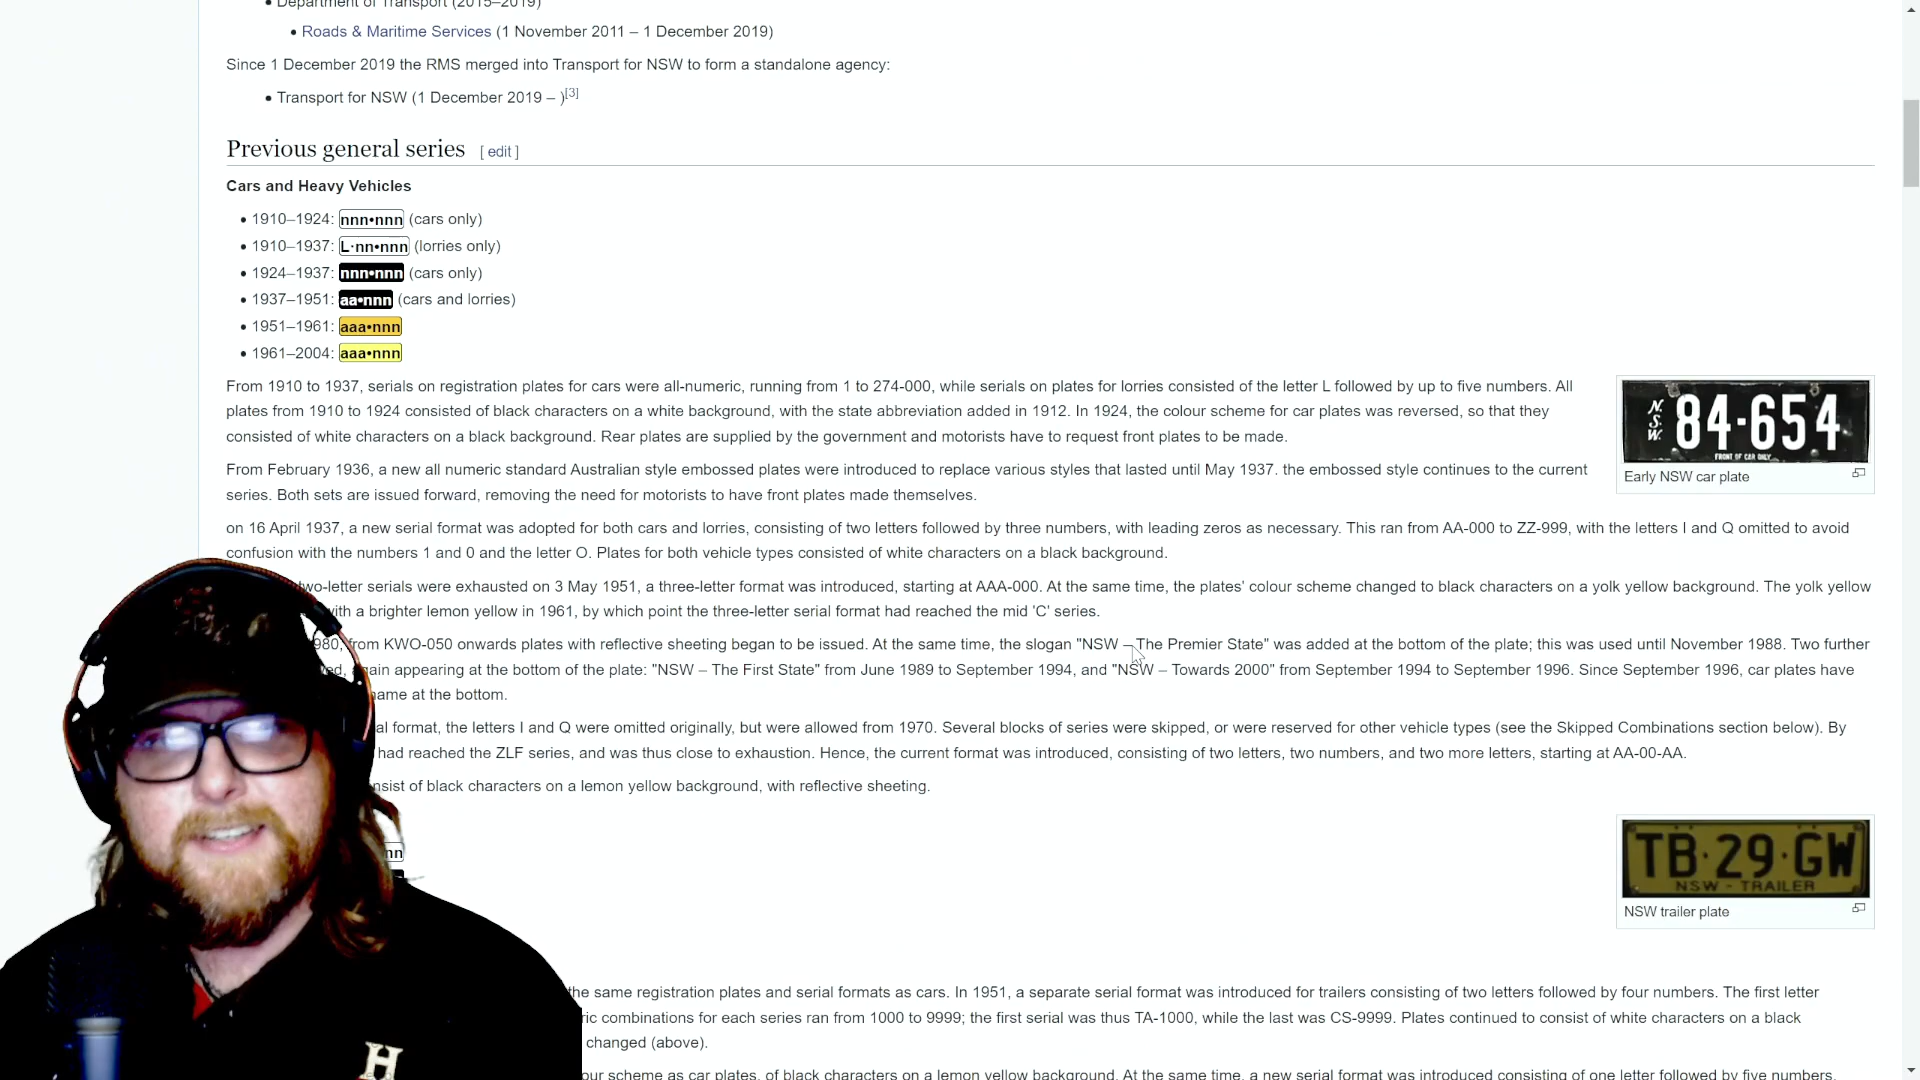 • Department of Transport (2015–2019)
• Roads & Maritime Services (1 November 2011 – 1 December 2019)
Since 1 December 2019 the RMS merged into Transport for NSW to form a standalone agency:
• Transport for NSW (1 December 2019 – )[3]
Previous general series [ edit ]
Cars and Heavy Vehicles
• 1910–1924: nnn•nnn (cars only)
• 1910–1937: L·nn•nnn (lorries only)
• 1924–1937: nnn•nnn (cars only)
• 1937–1951: aa•nnn (cars and lorries)
• 1951–1961: aaa•nnn
• 1961–2004: aaa•nnn
From 1910 to 1937, serials on registration plates for cars were all-numeric, running from 1 to 274-000, while serials on plates for lorries consisted of the letter L followed by up to five numbers. All
plates from 1910 to 1924 consisted of black characters on a white background, with the state abbreviation added in 1912. In 1924, the colour scheme for car plates was reversed, so that they
consisted of white characters on a black background. Rear plates are supplied by the government and motorists have to request front plates to be made.
N.S.W. 84-654
FRONT OF CAR ONLY
Early NSW car plate
From February 1936, a new all numeric standard Australian style embossed plates were introduced to replace various styles that lasted until May 1937. the embossed style continues to the current
series. Both sets are issued forward, removing the need for motorists to have front plates made themselves.
on 16 April 1937, a new serial format was adopted for both cars and lorries, consisting of two letters followed by three numbers, with leading zeros as necessary. This ran from AA-000 to ZZ-999, with the letters I and Q omitted to avoid
confusion with the numbers 1 and 0 and the letter O. Plates for both vehicle types consisted of white characters on a black background.
two-letter serials were exhausted on 3 May 1951, a three-letter format was introduced, starting at AAA-000. At the same time, the plates' colour scheme changed to black characters on a yolk yellow background. The yolk yellow
with a brighter lemon yellow in 1961, by which point the three-letter serial format had reached the mid 'C' series.
980, from KWO-050 onwards plates with reflective sheeting began to be issued. At the same time, the slogan "NSW – The Premier State" was added at the bottom of the plate; this was used until November 1988. Two further
again appearing at the bottom of the plate: "NSW – The First State" from June 1989 to September 1994, and "NSW – Towards 2000" from September 1994 to September 1996. Since September 1996, car plates have
name at the bottom.
al format, the letters I and Q were omitted originally, but were allowed from 1970. Several blocks of series were skipped, or were reserved for other vehicle types (see the Skipped Combinations section below). By
had reached the ZLF series, and was thus close to exhaustion. Hence, the current format was introduced, consisting of two letters, two numbers, and two more letters, starting at AA-00-AA.
nsist of black characters on a lemon yellow background, with reflective sheeting.
nn
TB·29·GW
NSW - TRAILER
NSW trailer plate
the same registration plates and serial formats as cars. In 1951, a separate serial format was introduced for trailers consisting of two letters followed by four numbers. The first letter
ric combinations for each series ran from 1000 to 9999; the first serial was thus TA-1000, while the last was CS-9999. Plates continued to consist of white characters on a black
changed (above).
our scheme as car plates, of black characters on a lemon yellow background. At the same time, a new serial format was introduced consisting of one letter followed by five numbers.
H